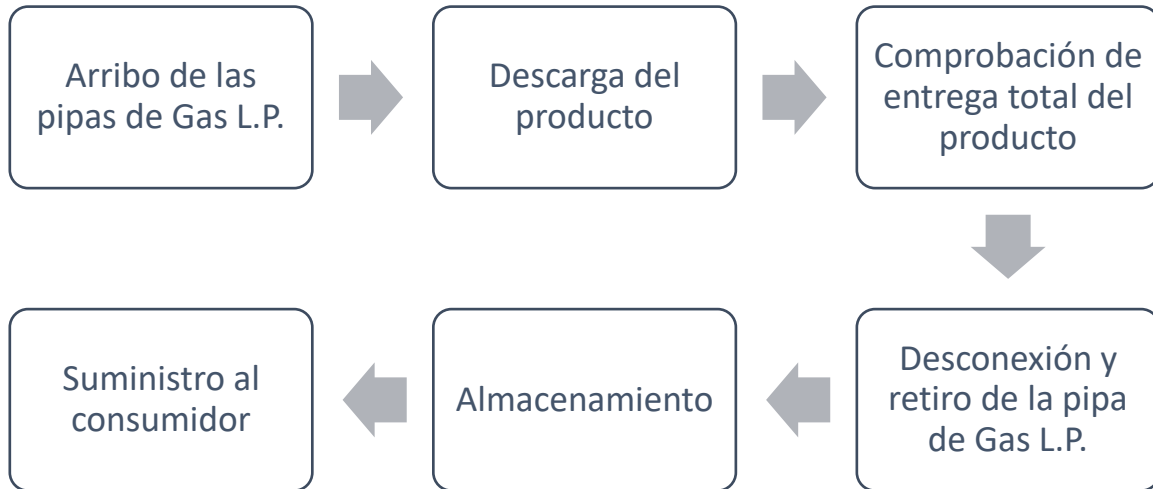 Arribo de las
pipas de Gas L.P.
Descarga del
producto
Comprobación de
entrega total del
producto
Desconexión y
retiro de la pipa
de Gas L.P.
Almacenamiento
Suministro al
consumidor